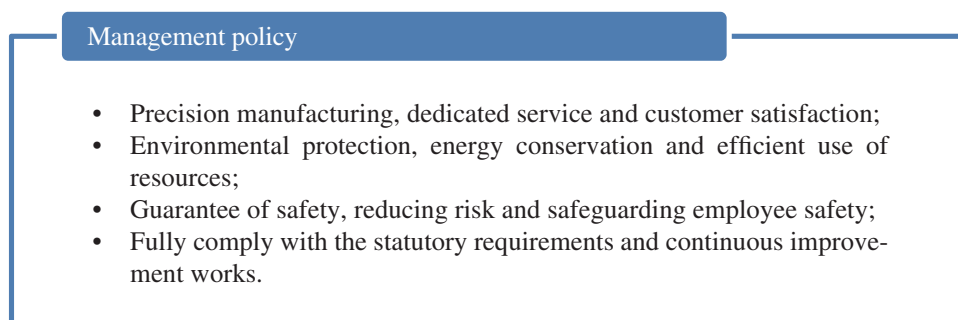 Management policy
• Precision manufacturing, dedicated service and customer satisfaction;
• Environmental protection, energy conservation and efficient use of
resources;
• Guarantee of safety, reducing risk and safeguarding employee safety;
• Fully comply with the statutory requirements and continuous improve-
ment works.